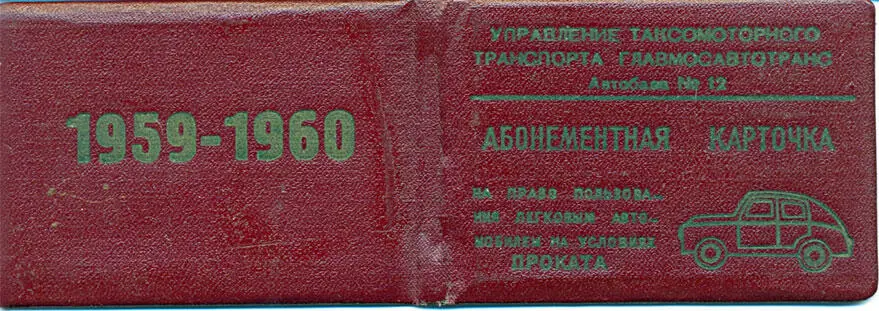 1959-1960
УПРАВЛЕНИЕ ТАКСОМОТОРНОГО
ТРАНСПОРТА ГЛАВМОСАВТОТРАНС
Автобаза № 12
АБОНЕМЕНТНАЯ КАРТОЧКА
НА ПРАВО ПОЛЬЗОВА-
НИЯ ЛЕГКОВЫМ АВТО-
МОБИЛЕМ НА УСЛОВИЯХ
ПРОКАТА